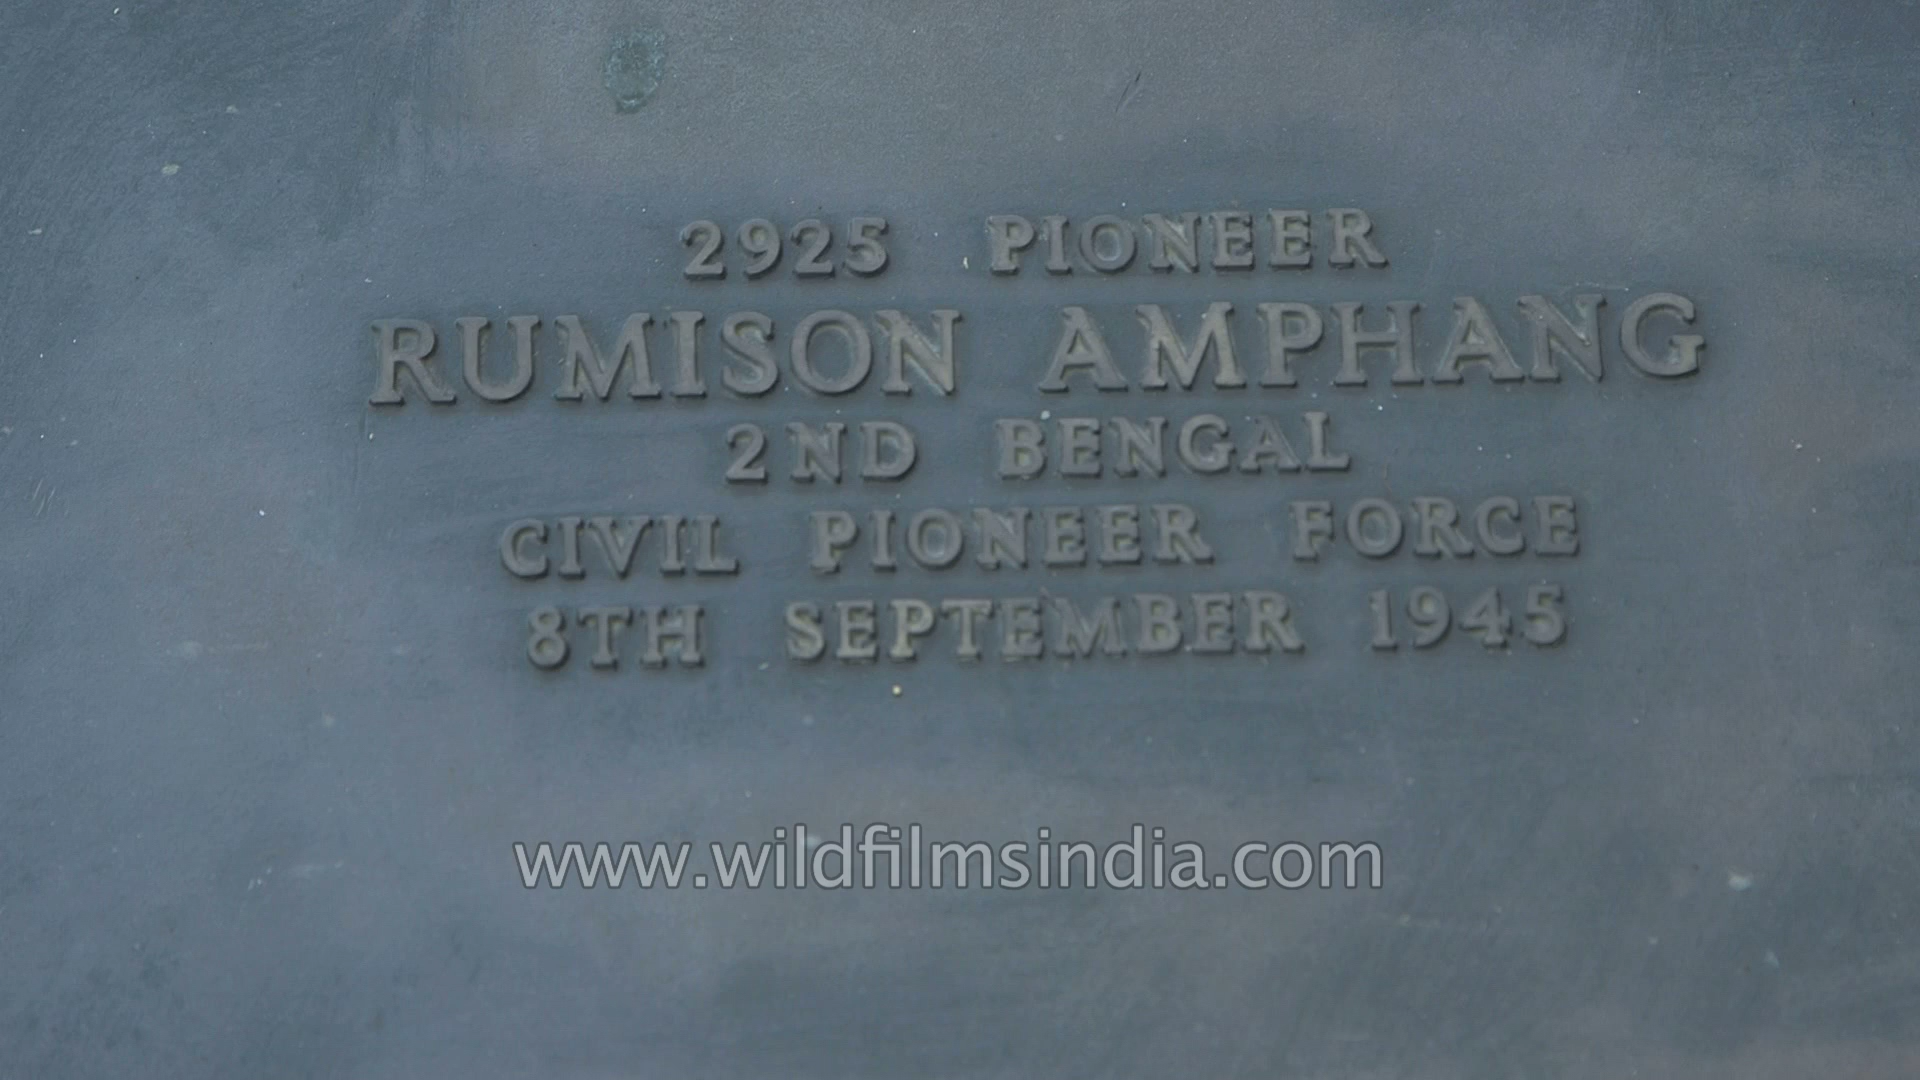 2925 PIONEER
RUMISON AMPHANG
2ND BENGAL
CIVIL PIONEER FORCE
8TH SEPTEMBER 1945
www.wildfilmsindia.com